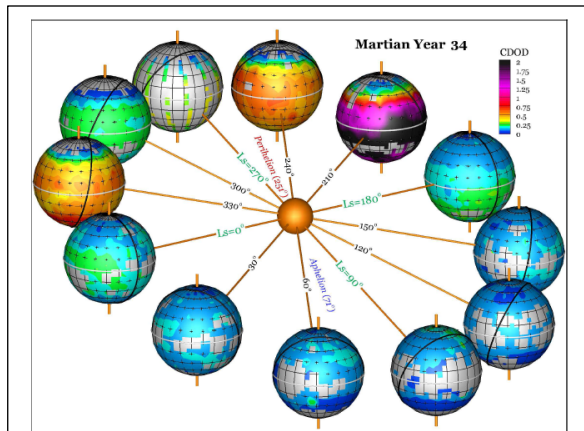 Martian Year 34
CDOD
2
1.75
1.5
1.25
1
0.75
0.5
0.25
0
Ls=270°
Perihelion (251°)
240°
210°
Ls=180°
300°
330°
150°
120°
Ls=0°
30°
60°
Aphelion (71°)
Ls=90°